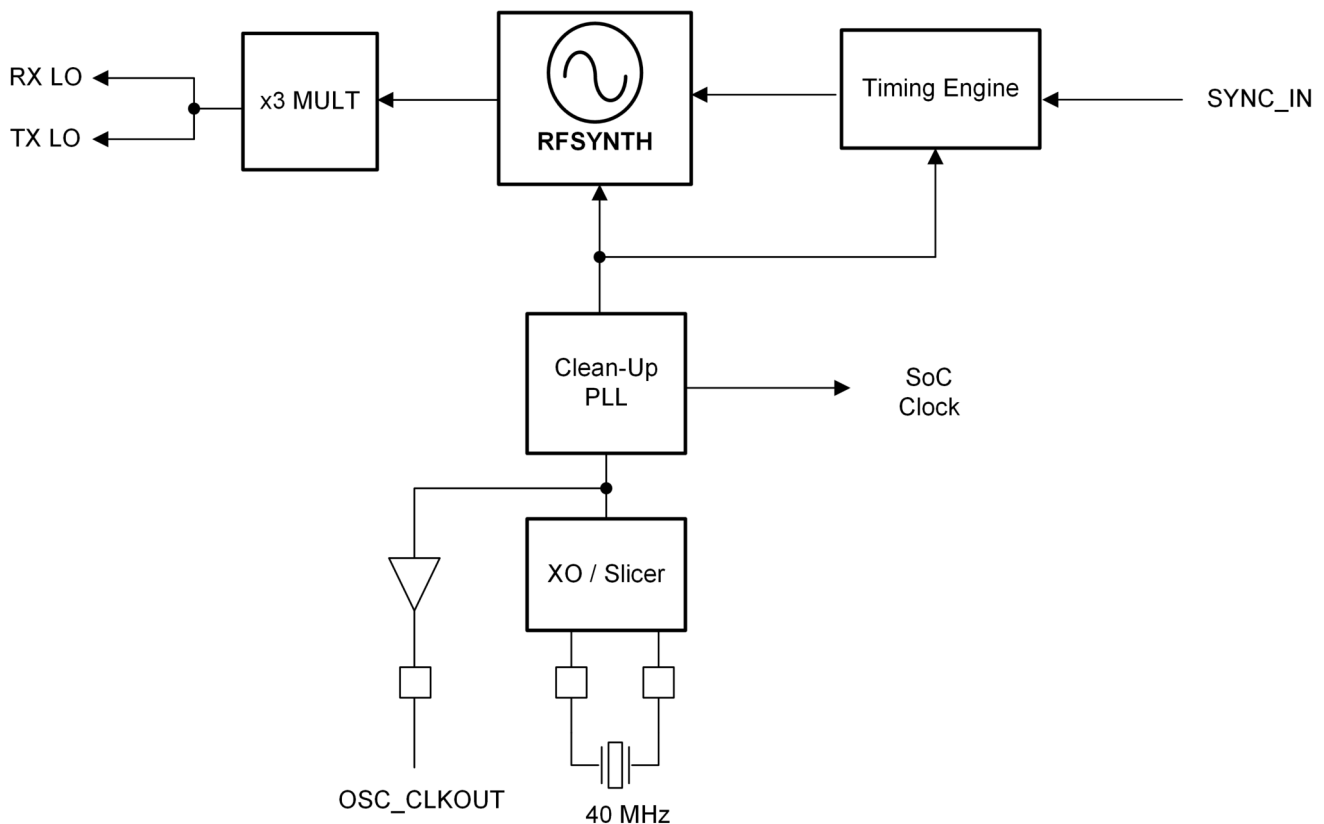 RX LO
TX LO
x3 MULT
RFSYNTH
Timing Engine
SYNC_IN
Clean-Up
PLL
SoC
Clock
XO / Slicer
OSC_CLKOUT
40 MHz